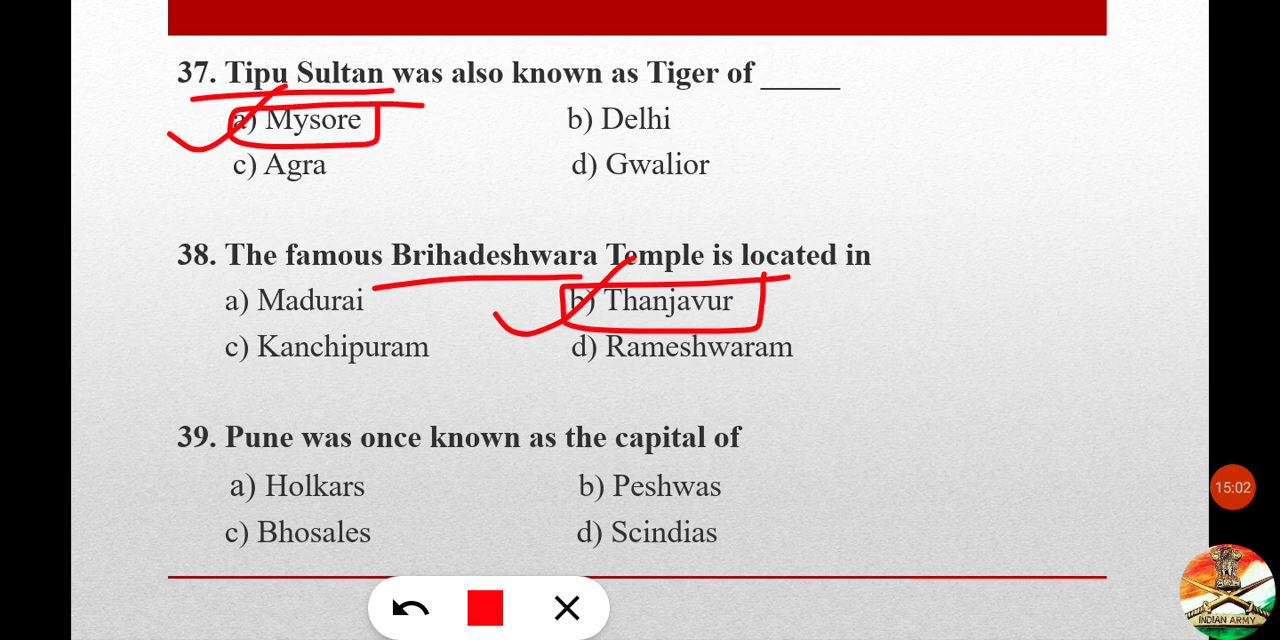 37. Tipu Sultan was also known as Tiger of _____
a) Mysore b) Delhi
c) Agra d) Gwalior
38. The famous Brihadeshwara Temple is located in
a) Madurai b) Thanjavur
c) Kanchipuram d) Rameshwaram
39. Pune was once known as the capital of
a) Holkars b) Peshwas
c) Bhosales d) Scindias
15:02
INDIAN ARMY